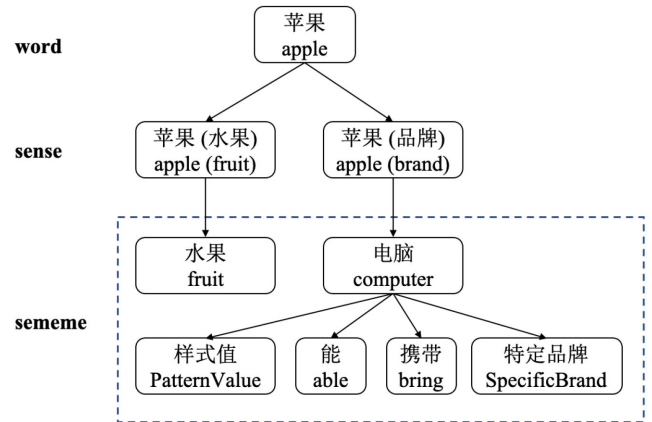 苹果
apple
word
苹果 (水果)
apple (fruit)
苹果 (品牌)
apple (brand)
sense
水果
fruit
电脑
computer
sememe
样式值
PatternValue
能
able
携带
bring
特定品牌
SpecificBrand